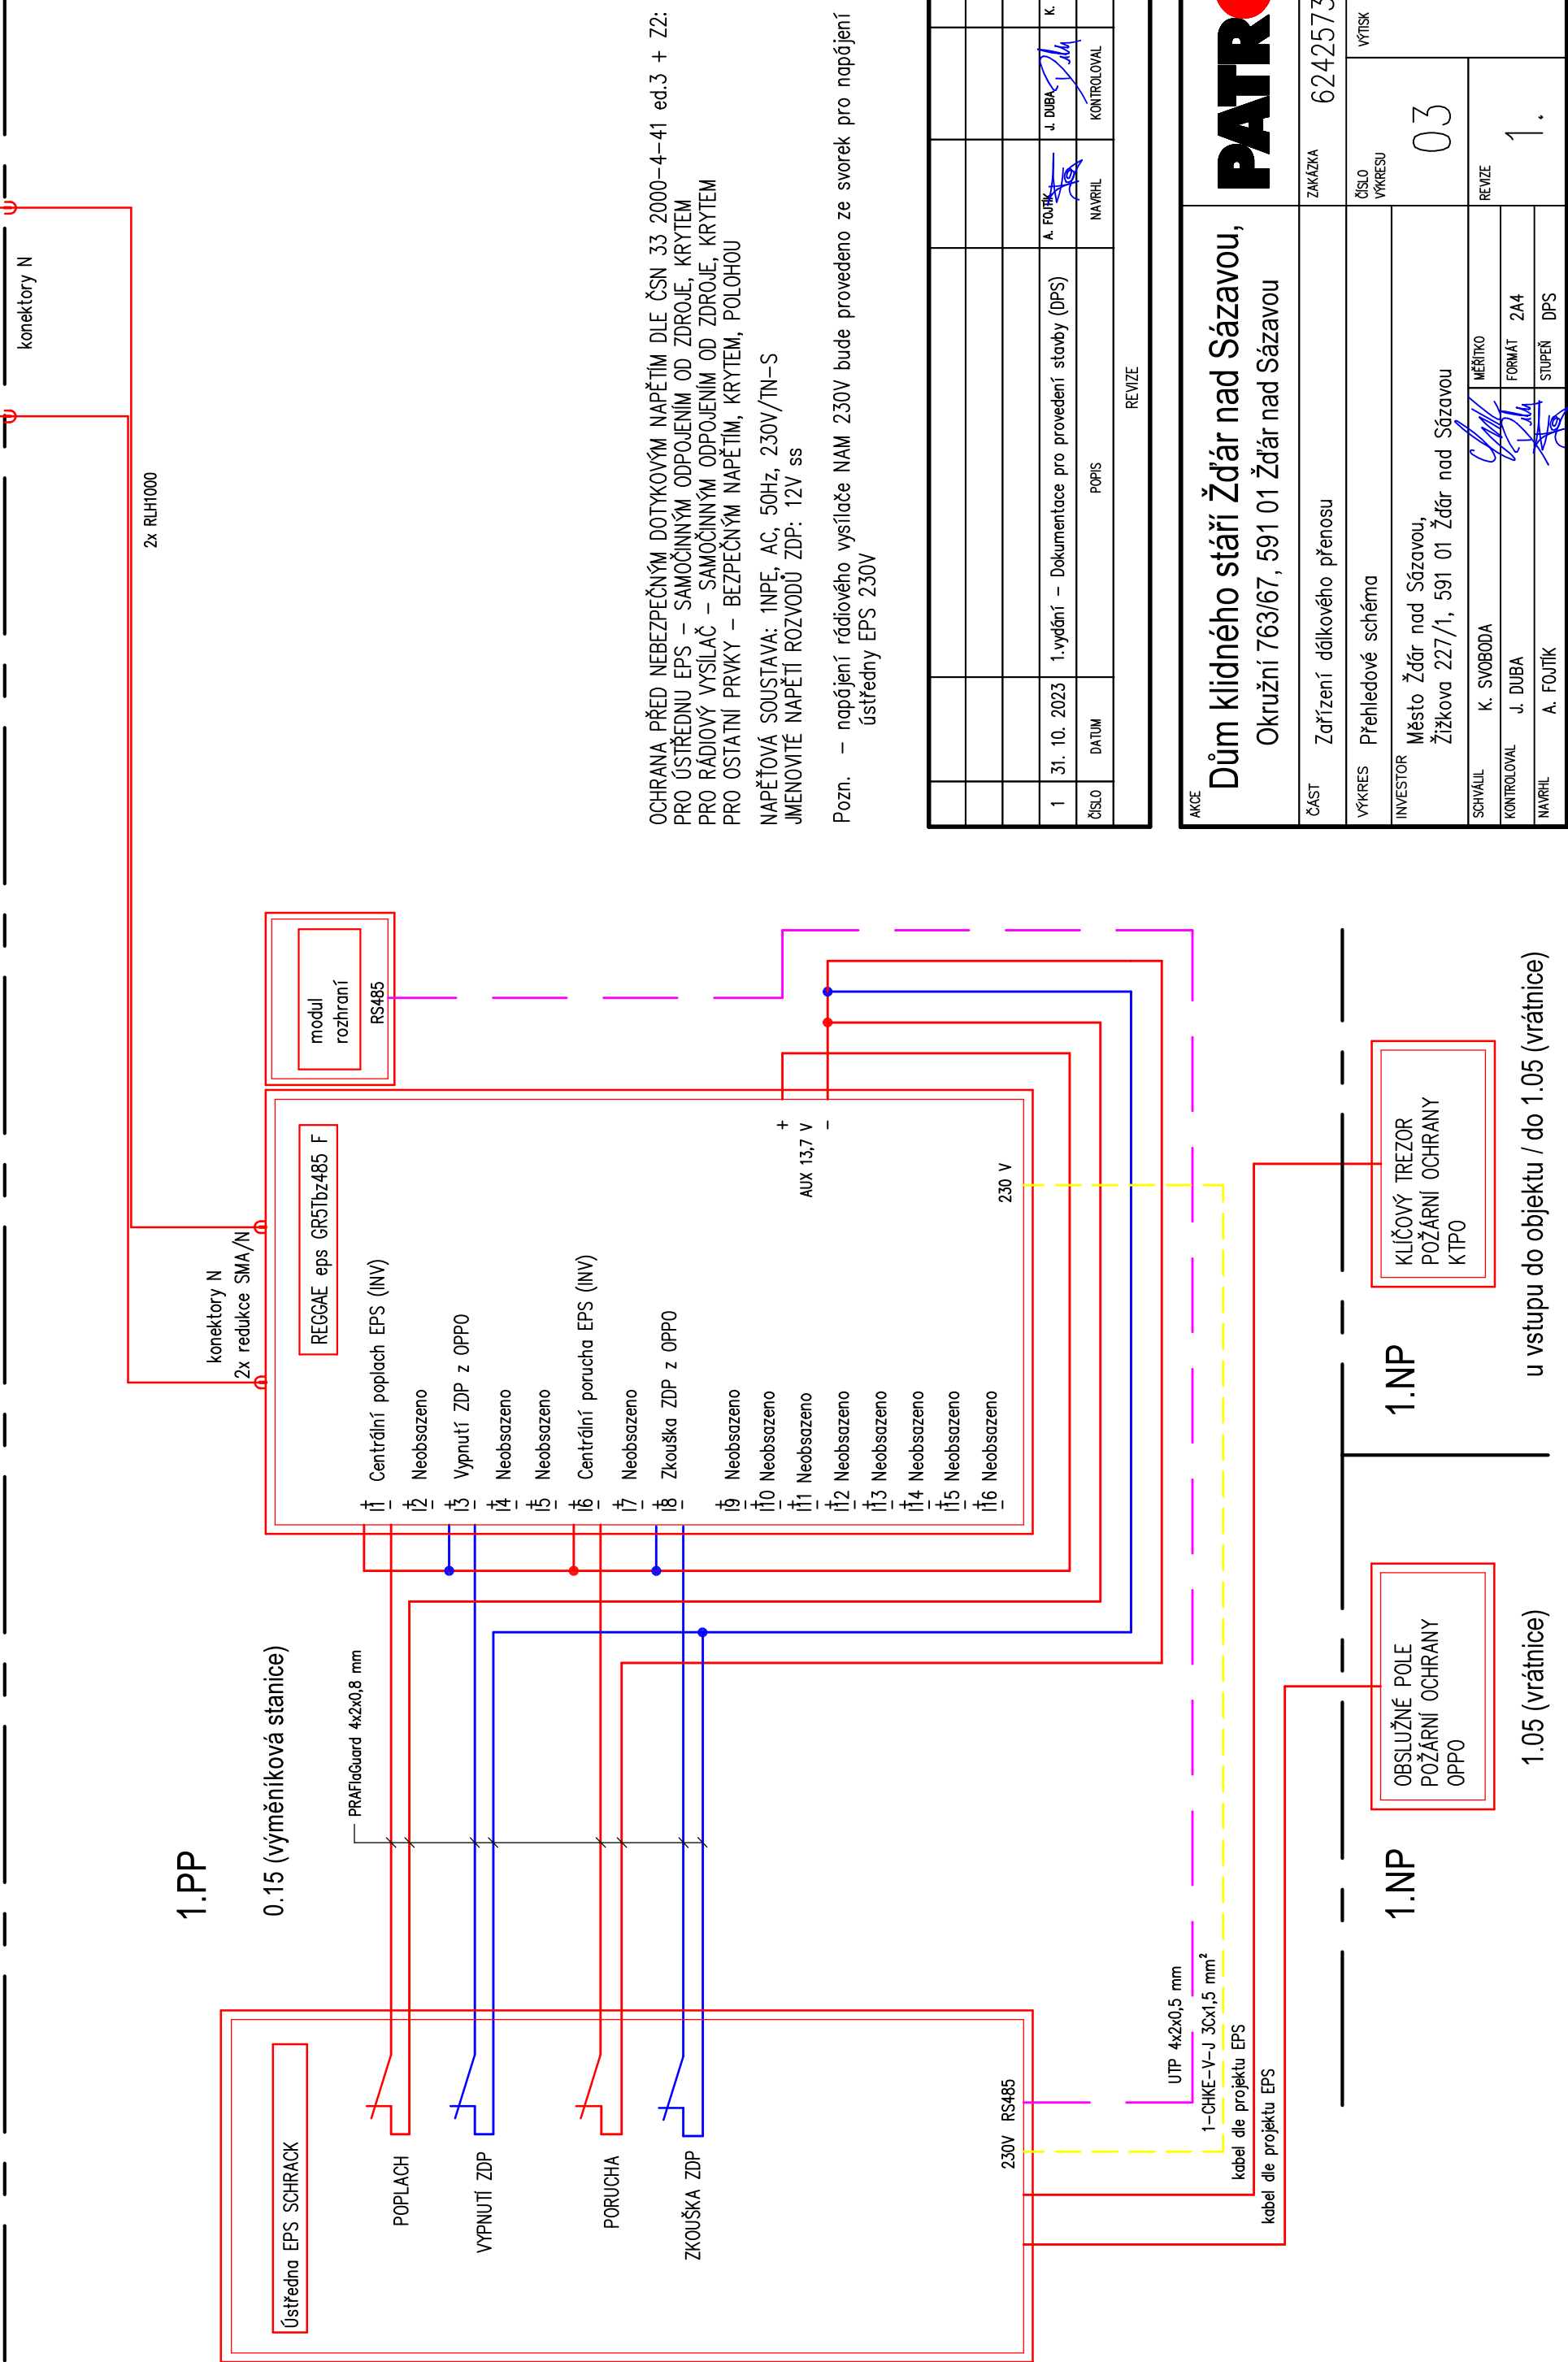 konektory N
2x RLH1000
konektory N
2x redukce SMA/N
1.PP
0.15 (výměníková stanice)
PRAFlaGuard 4x2x0,8 mm
Ústředna EPS SCHRACK
POPLACH
VYPNUTÍ ZDP
PORUCHA
ZKOUŠKA ZDP
230V RS485
REGGAE eps GR5Tbz485 F
+ I1 - Centrální poplach EPS (INV)
+ I2 - Neobsazeno
+ I3 - Vypnutí ZDP z OPPO
+ I4 - Neobsazeno
+ I5 - Neobsazeno
+ I6 - Centrální porucha EPS (INV)
+ I7 - Neobsazeno
+ I8 - Zkouška ZDP z OPPO
+ I9 - Neobsazeno
+ I10 - Neobsazeno
+ I11 - Neobsazeno
+ I12 - Neobsazeno
+ I13 - Neobsazeno
+ I14 - Neobsazeno
+ I15 - Neobsazeno
+ I16 - Neobsazeno
+
AUX 13,7 V
-
230 V
modul
rozhraní
RS485
UTP 4x2x0,5 mm
1-CHKE-V-J 3Cx1,5 mm²
kabel dle projektu EPS
kabel dle projektu EPS
1.NP
OBSLUŽNÉ POLE
POŽÁRNÍ OCHRANY
OPPO
1.05 (vrátnice)
1.NP
KLÍČOVÝ TREZOR
POŽÁRNÍ OCHRANY
KTPO
u vstupu do objektu / do 1.05 (vrátnice)
OCHRANA PŘED NEBEZPEČNÝM DOTYKOVÝM NAPĚTÍM DLE ČSN 33 2000-4-41 ed.3 + Z2:
PRO ÚSTŘEDNU EPS - SAMOČINNÝM ODPOJENÍM OD ZDROJE, KRYTEM
PRO RÁDIOVÝ VYSÍLAČ - SAMOČINNÝM ODPOJENÍM OD ZDROJE, KRYTEM
PRO OSTATNÍ PRVKY - BEZPEČNÝM NAPĚTÍM, KRYTEM, POLOHOU
NAPĚŤOVÁ SOUSTAVA: 1NPE, AC, 50Hz, 230V/TN-S
JMENOVITÉ NAPĚTÍ ROZVODŮ ZDP: 12V ss
Pozn. - napájení rádiového vysílače NAM 230V bude provedeno ze svorek pro napájení
ústředny EPS 230V
1 31. 10. 2023 1.vydání - Dokumentace pro provedení stavby (DPS) A. FOJTÍK J. DUBA K.
ČÍSLO DATUM POPIS NAVRHL KONTROLOVAL
REVIZE
AKCE
Dům klidného stáří Žďár nad Sázavou,
Okružní 763/67, 591 01 Žďár nad Sázavou
PATR
ČÁST Zařízení dálkového přenosu
ZAKÁZKA 6242573
VÝKRES Přehledové schéma
ČÍSLO
VÝKRESU
03
VÝTISK
INVESTOR
Město Žďár nad Sázavou,
Žižkova 227/1, 591 01 Žďár nad Sázavou
SCHVÁLIL K. SVOBODA MĚŘÍTKO
REVIZE 1.
KONTROLOVAL J. DUBA FORMÁT 2A4
NAVRHL A. FOJTÍK STUPEŇ DPS